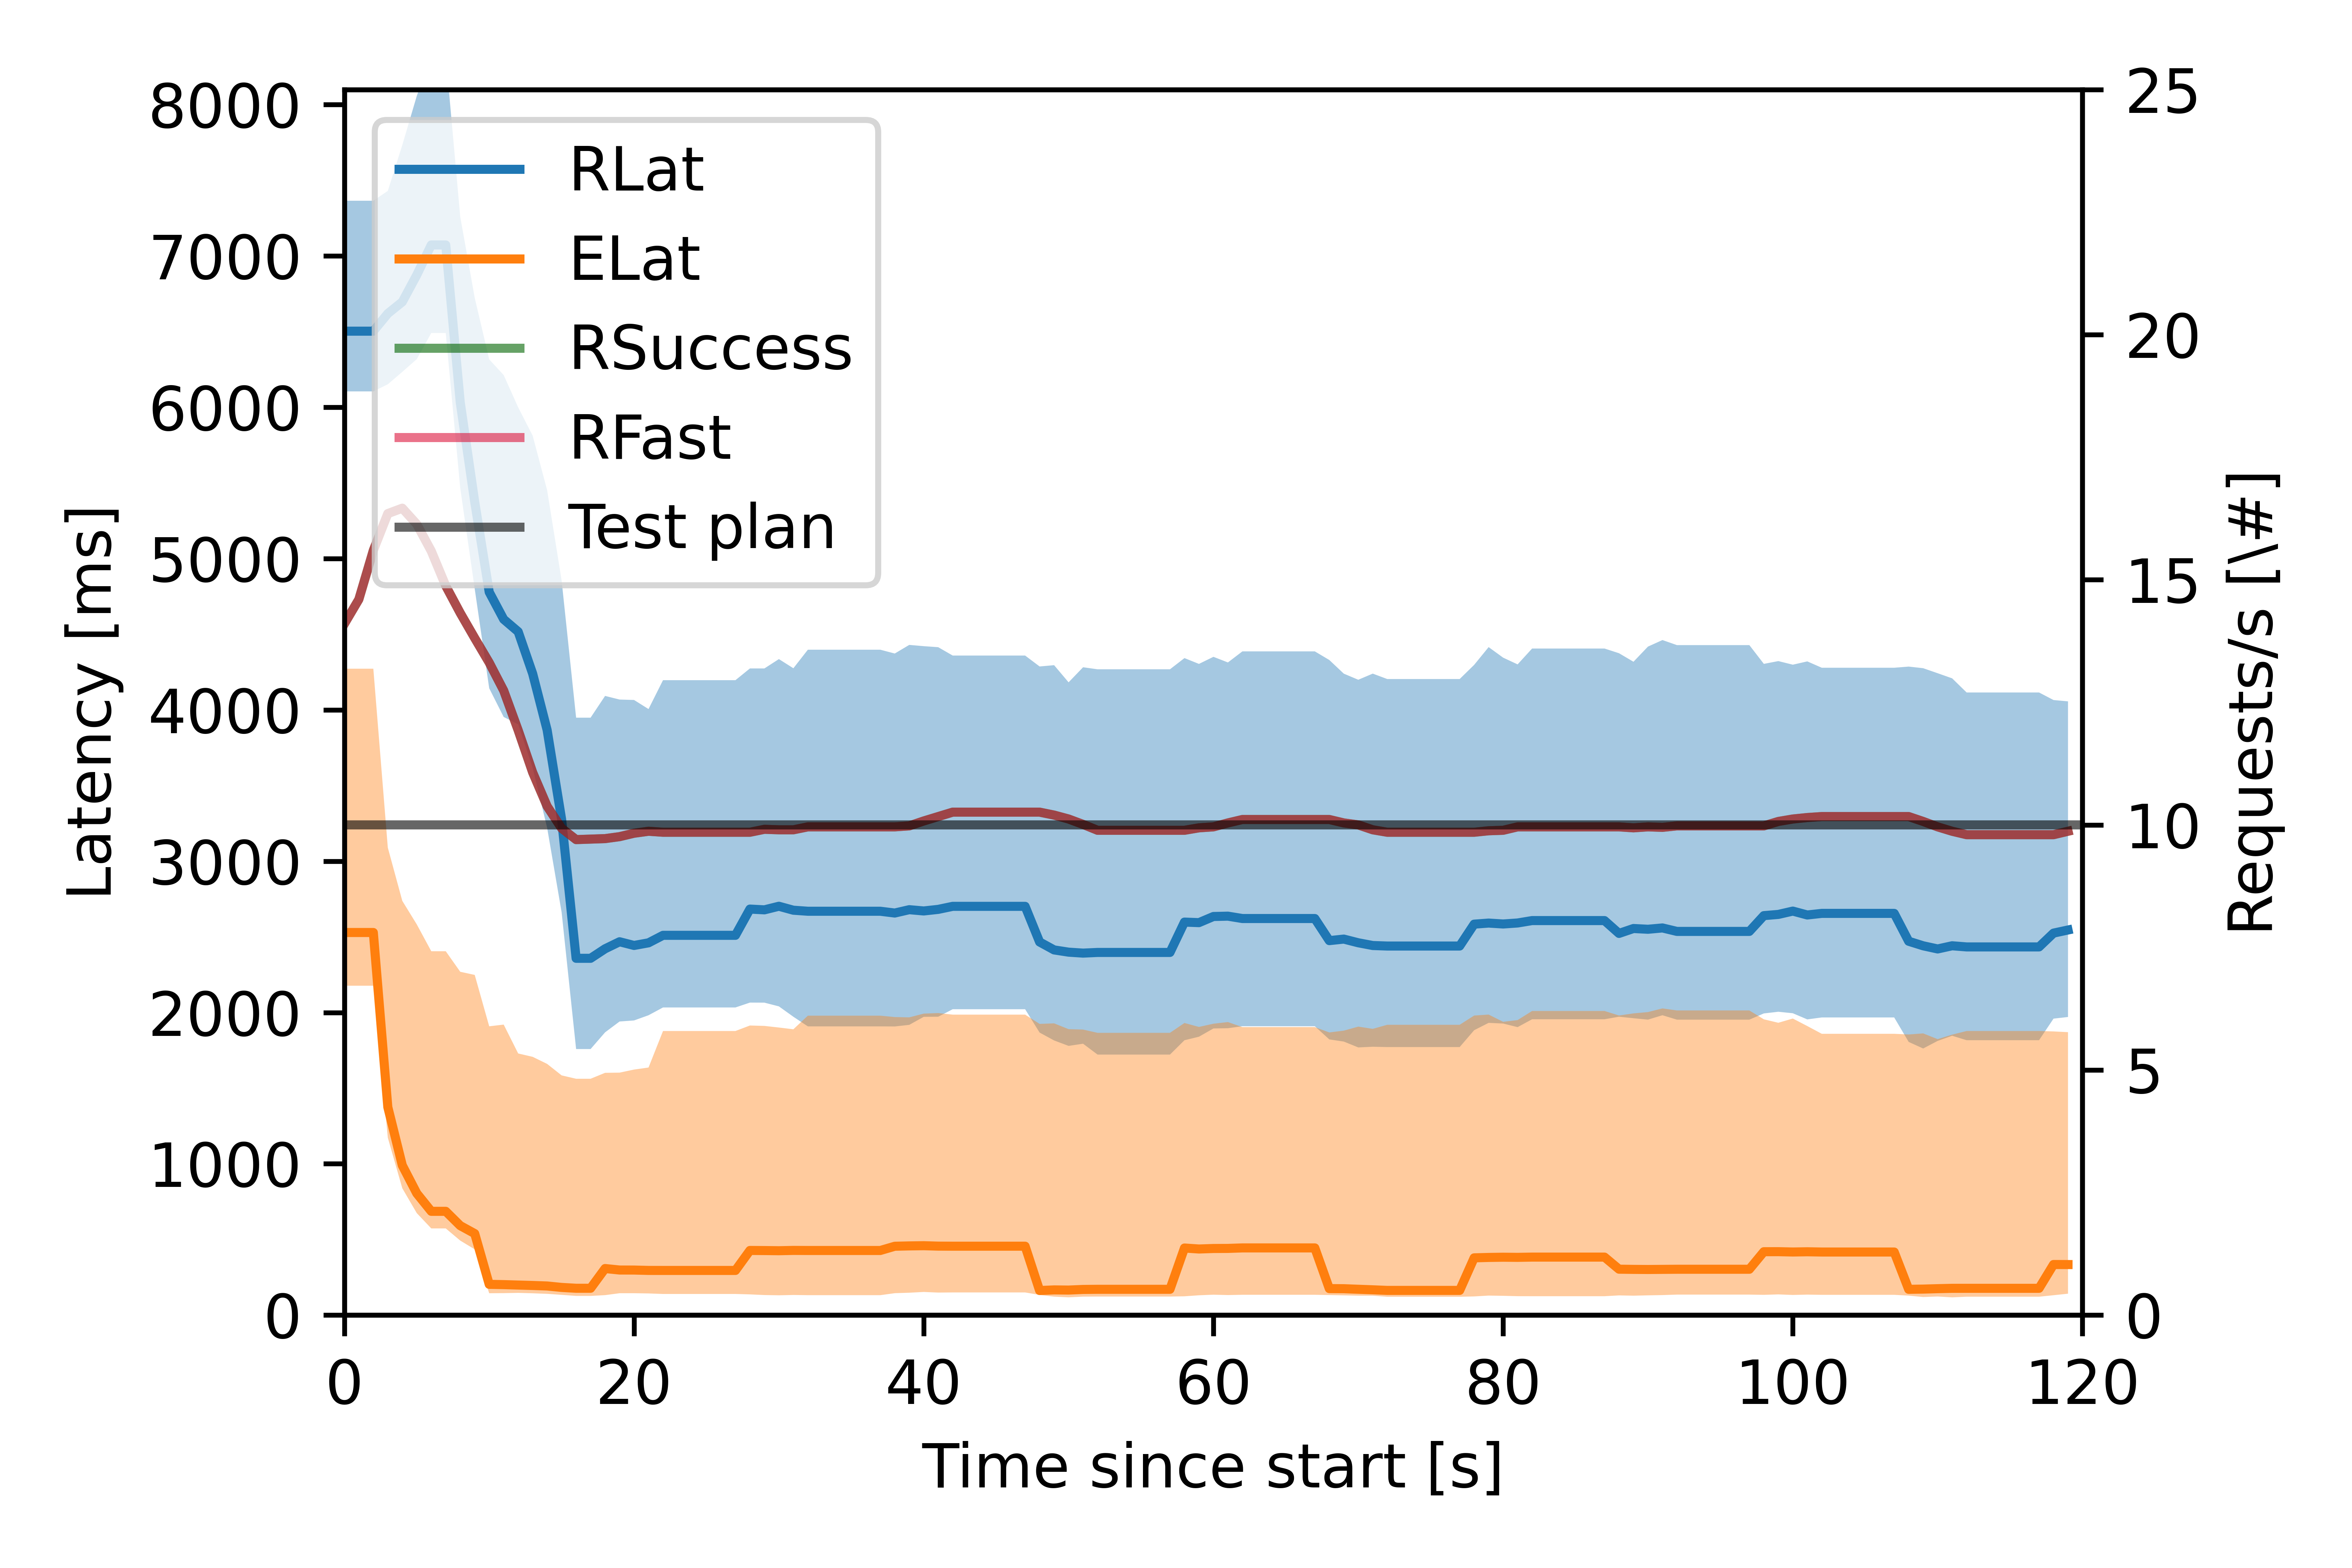 8000
7000
6000
5000
4000
3000
2000
1000
0
Latency [ms]
RLat
ELat
RSuccess
RFast
Test plan
25
20
15
10
5
0
Requests/s [\#]
0 20 40 60 80 100 120
Time since start [s]